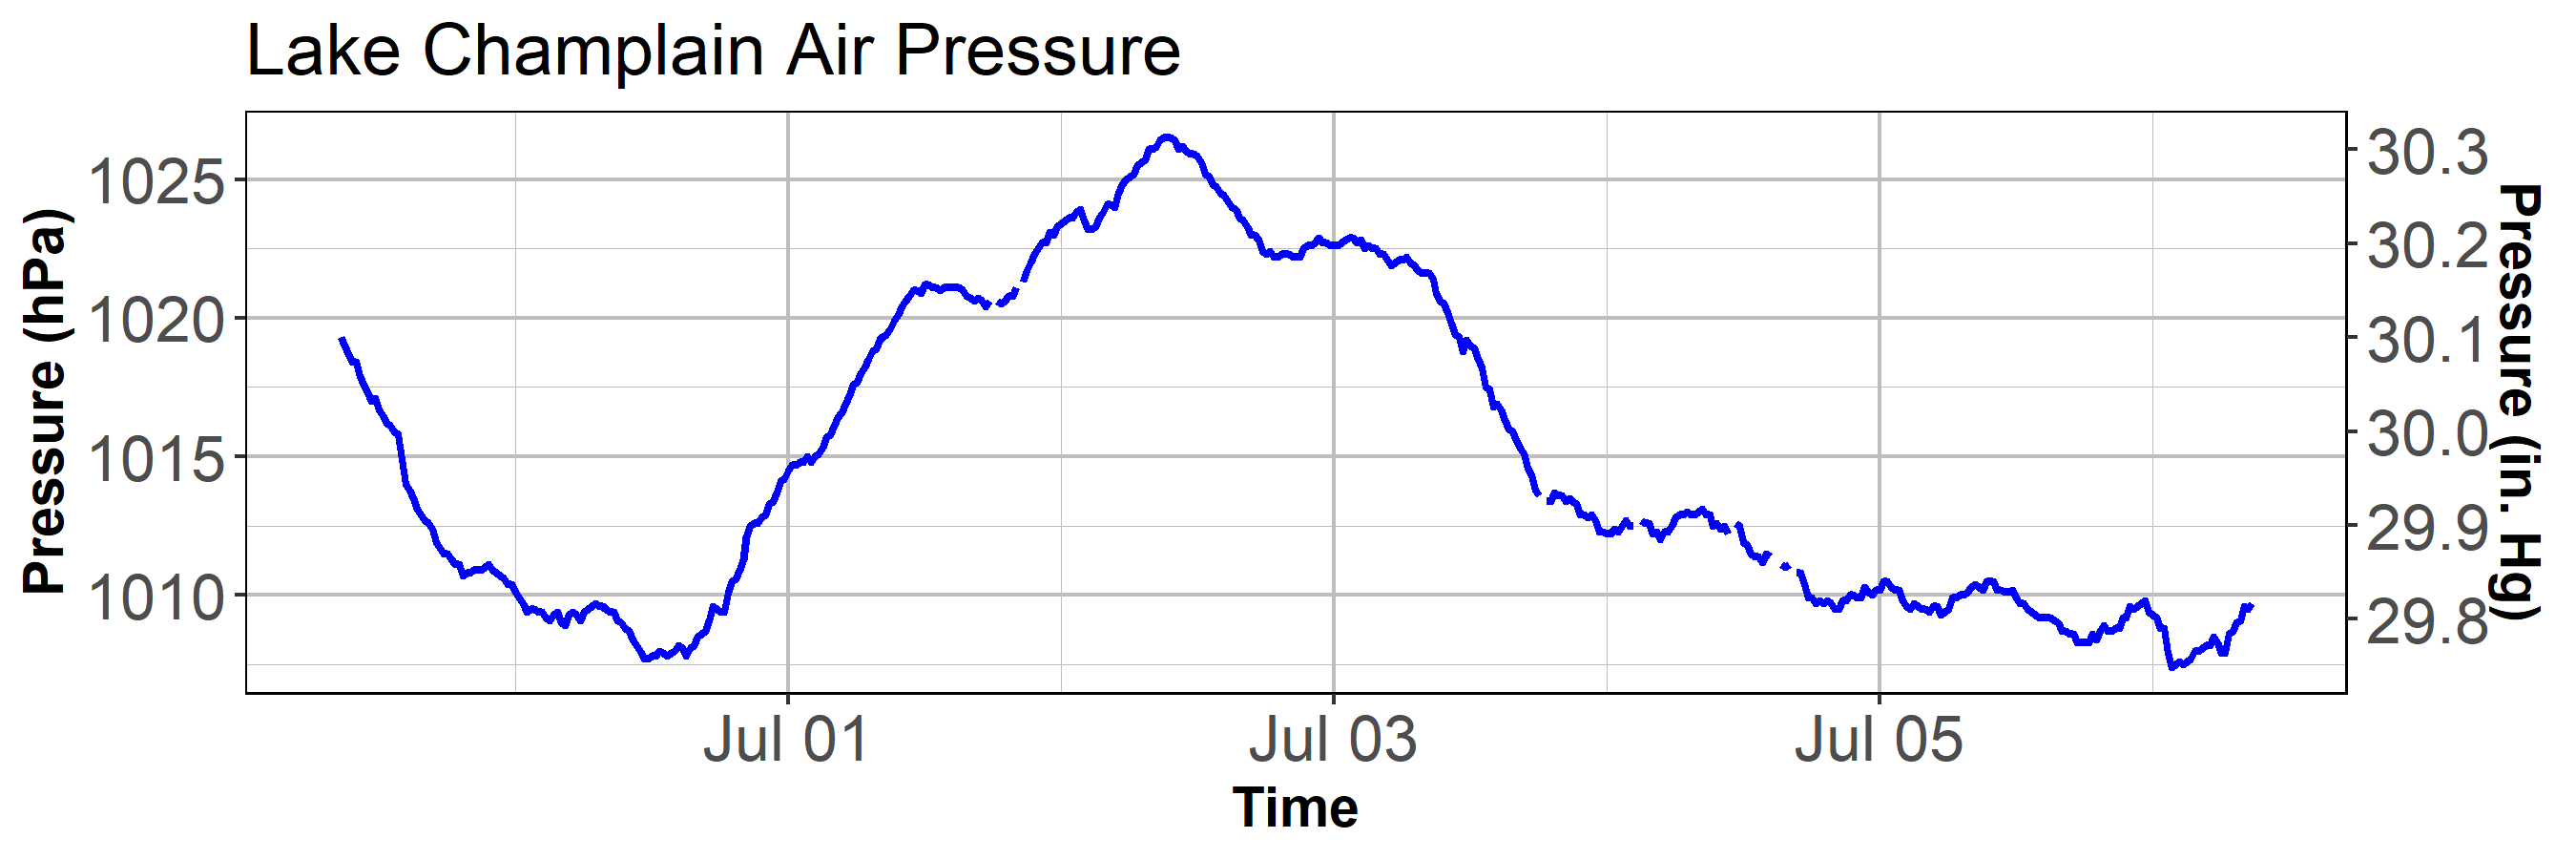 Lake Champlain Air Pressure
Pressure (hPa)
1025
1020
1015
1010
30.3
30.2
30.1
30.0
29.9
29.8
Pressure (in. Hg)
Jul 01
Jul 03
Jul 05
Time